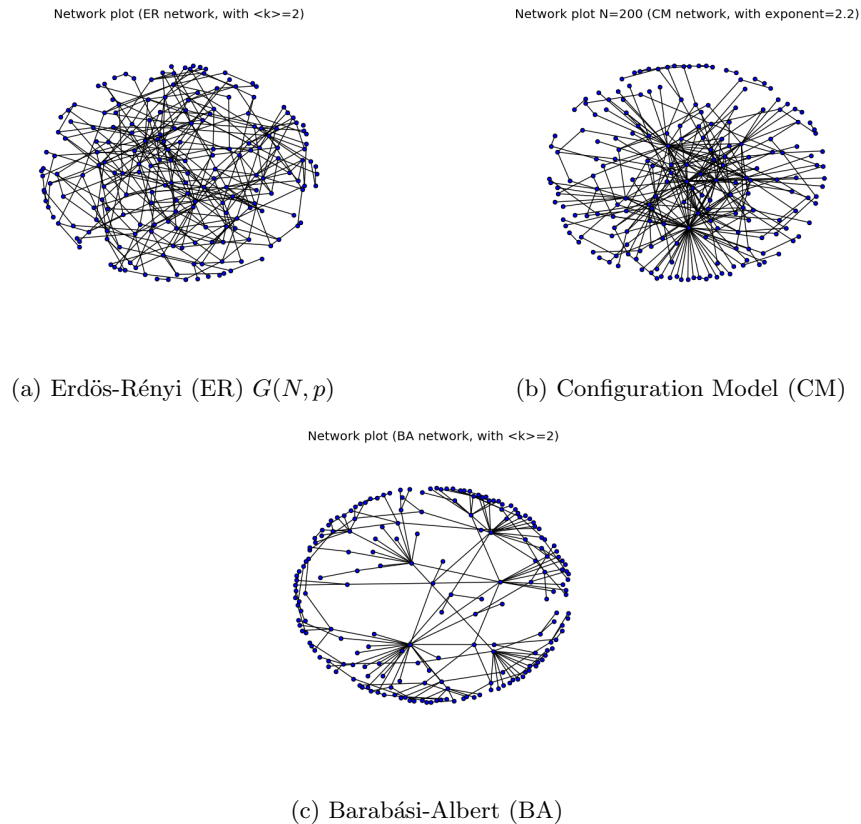 Network plot (ER network, with <k>=2)
Network plot N=200 (CM network, with exponent=2.2)
(a) Erdös-Rényi (ER) G(N, p)
(b) Configuration Model (CM)
Network plot (BA network, with <k>=2)
(c) Barabási-Albert (BA)